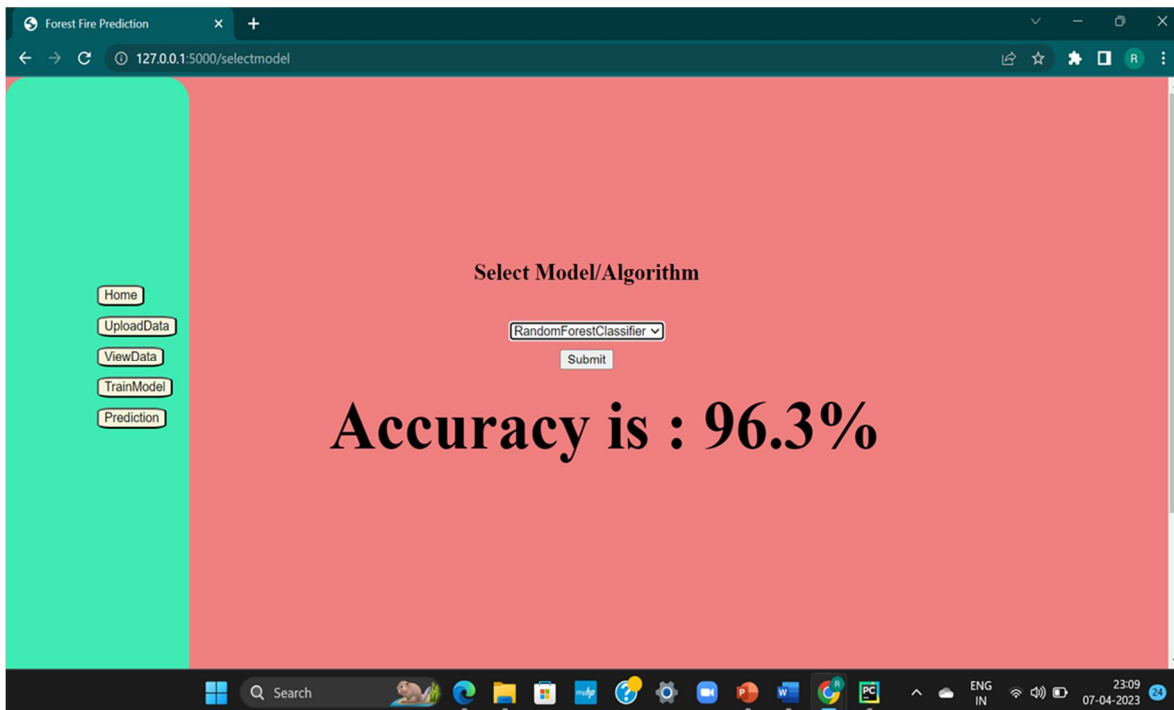 Forest Fire Prediction
127.0.0.1:5000/selectmodel
R
Select Model/Algorithm
Home
UploadData
ViewData
TrainModel
Prediction
RandomForestClassifier
Submit
Accuracy is : 96.3%
Search
ENG
IN
23:09
07-04-2023
24